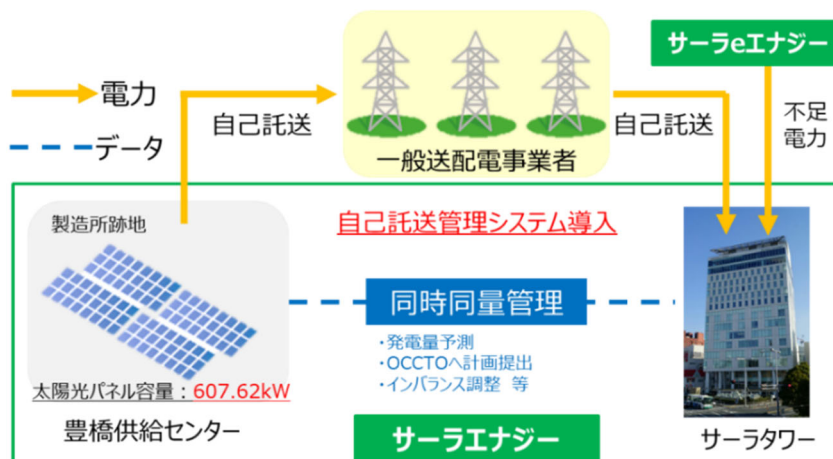 サーラeエナジー
電力
データ
自己託送
一般送配電事業者
自己託送
不足
電力
製造所跡地
自己託送管理システム導入
同時同量管理
・発電量予測
・OCCTOへ計画提出
・インバランス調整 等
太陽光パネル容量：607.62kW
豊橋供給センター
サーラエナジー
サーラタワー